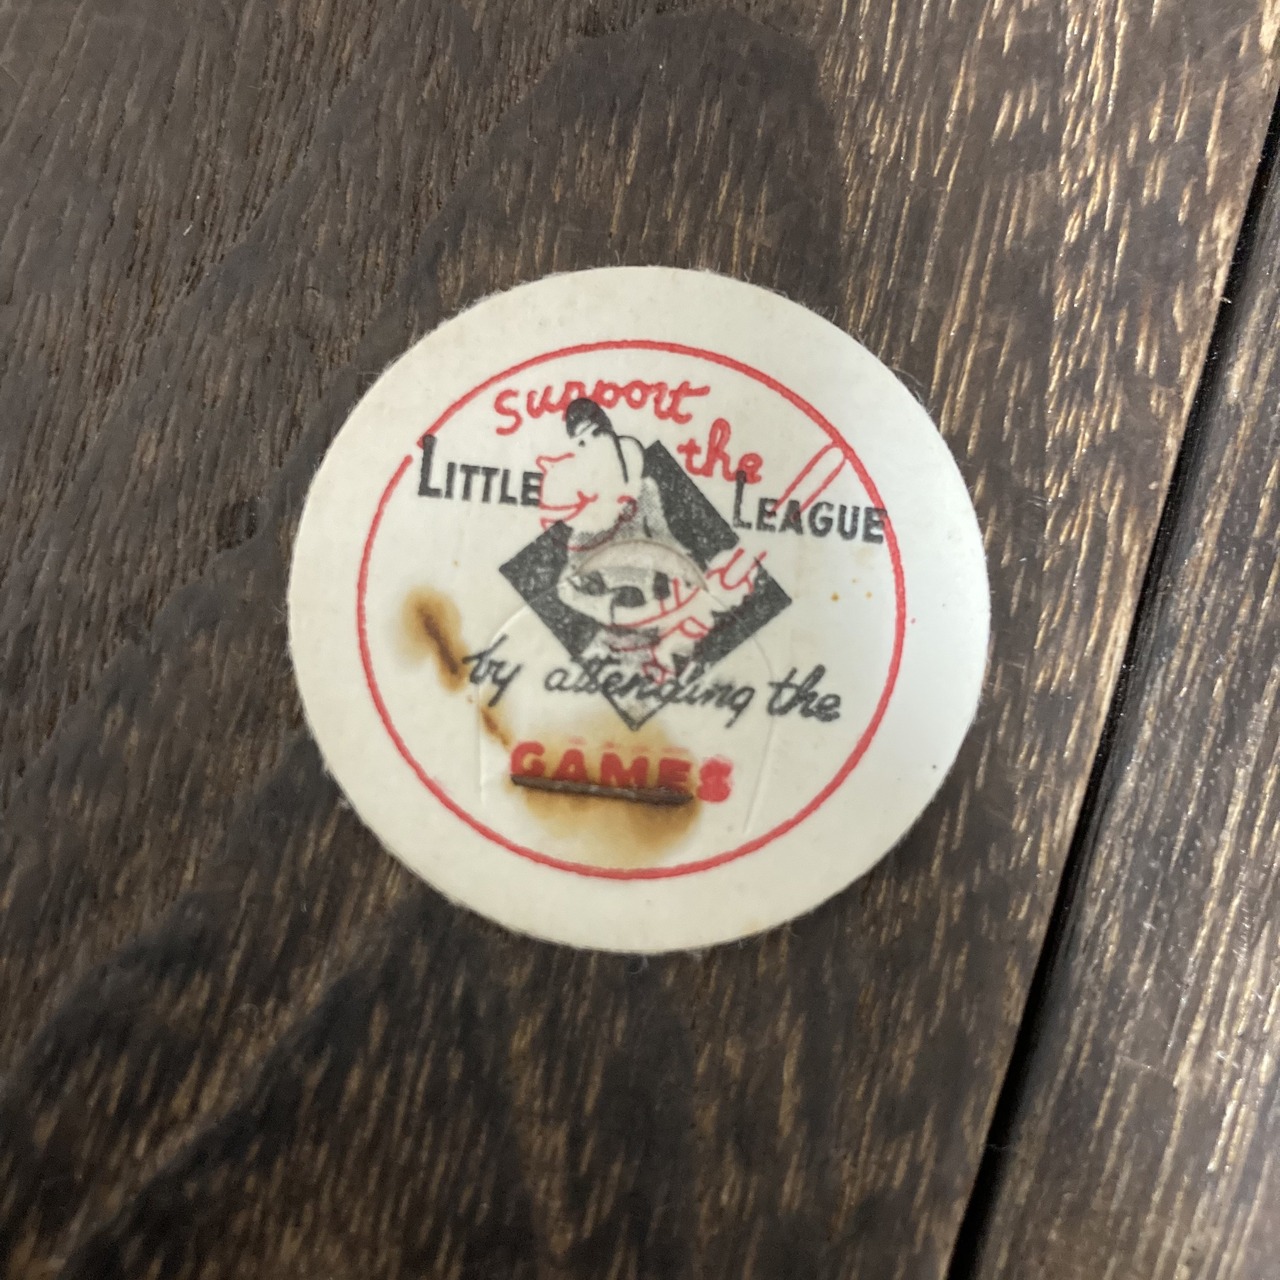 Support
the
LITTLE LEAGUE
by attending the
GAMES